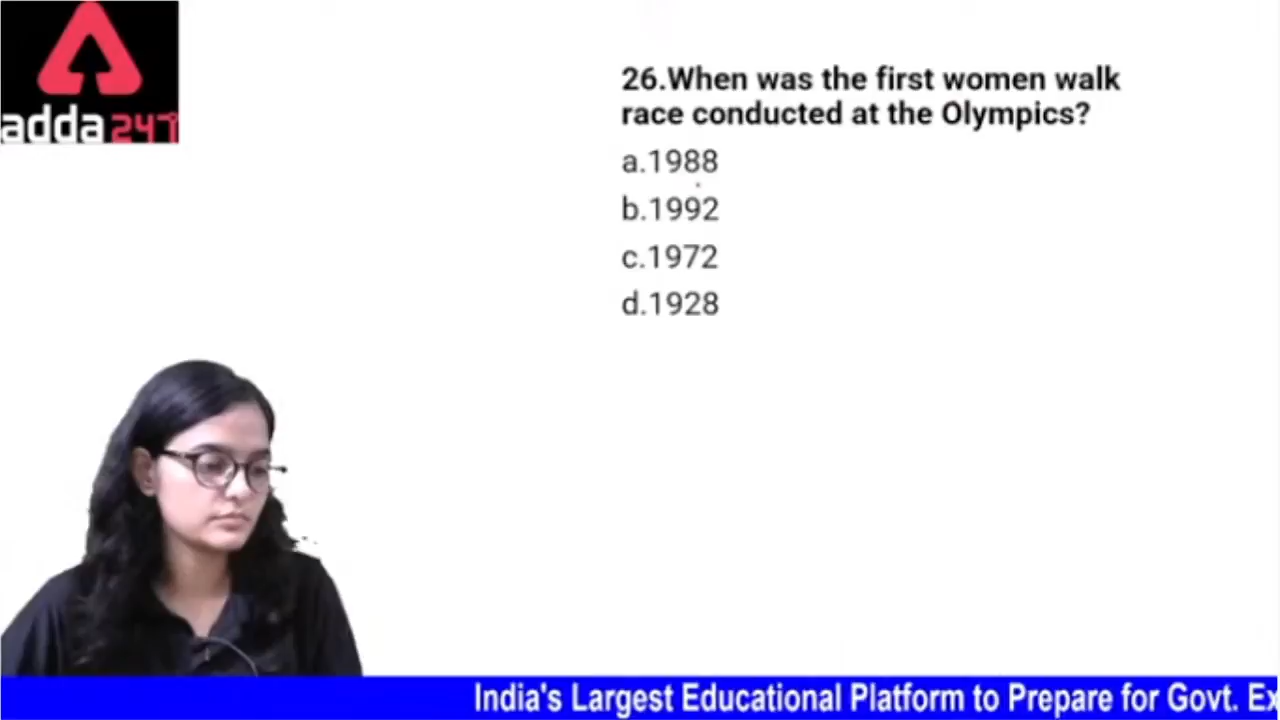 adda247
26.When was the first women walk
race conducted at the Olympics?
a.1988
b.1992
c.1972
d.1928
India's Largest Educational Platform to Prepare for Govt. Ex